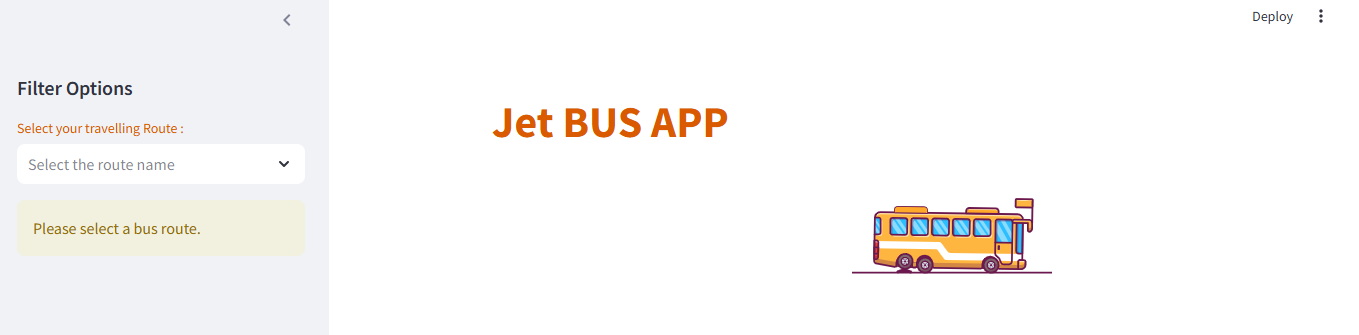 Deploy
Filter Options
Select your travelling Route :
Select the route name
Please select a bus route.
Jet BUS APP